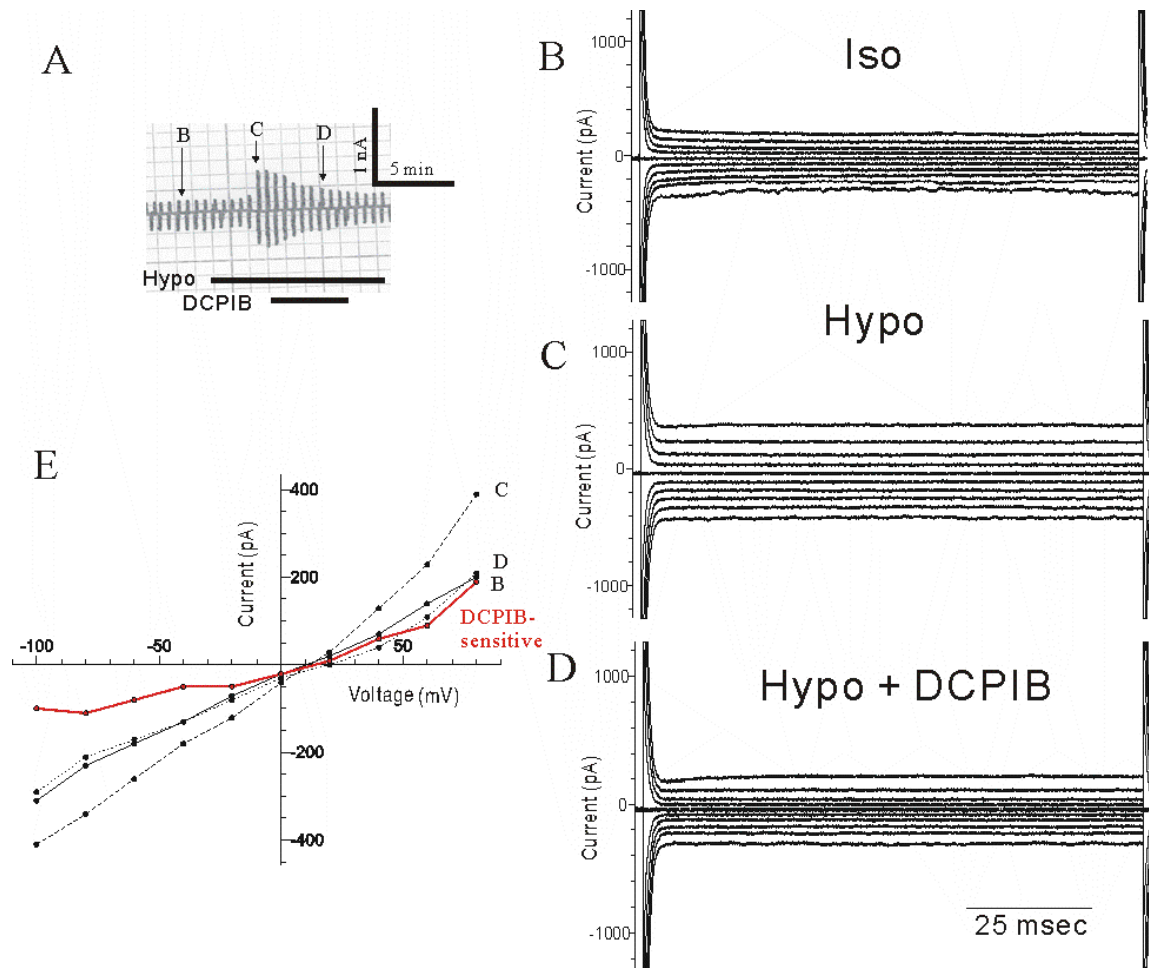 A
B
C
D
1 nA
5 min
Hypo
DCPIB
B
Iso
Current (pA)
1000
0
-1000
C
Hypo
Current (pA)
1000
0
-1000
D
Hypo + DCPIB
Current (pA)
1000
0
-1000
25 msec
E
Current (pA)
400
200
-200
-400
-100
-50
50
Voltage (mV)
C
D
B
DCPIB-
sensitive